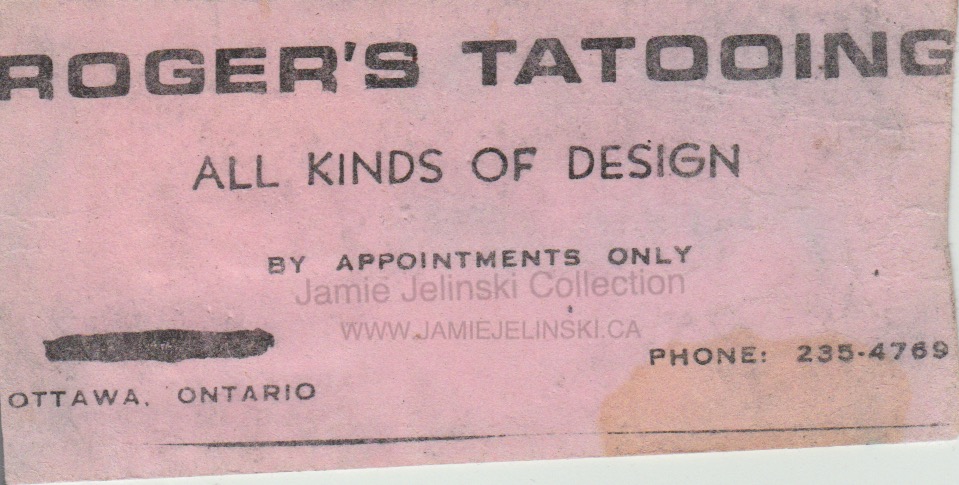 ROGER'S TATOOING
ALL KINDS OF DESIGN
BY APPOINTMENTS ONLY
Jamie Jelinski Collection
WWW.JAMIEJELINSKI.CA
PHONE: 235-4769
OTTAWA, ONTARIO